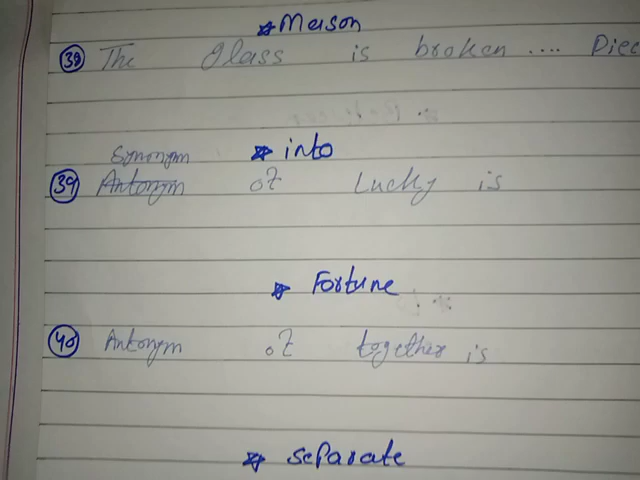 * Meison
38 The glass is broken .... Piec
* into
Synonym
39 Antonym of Lucky is
* Fortune
40 Antonym of together is
* separate